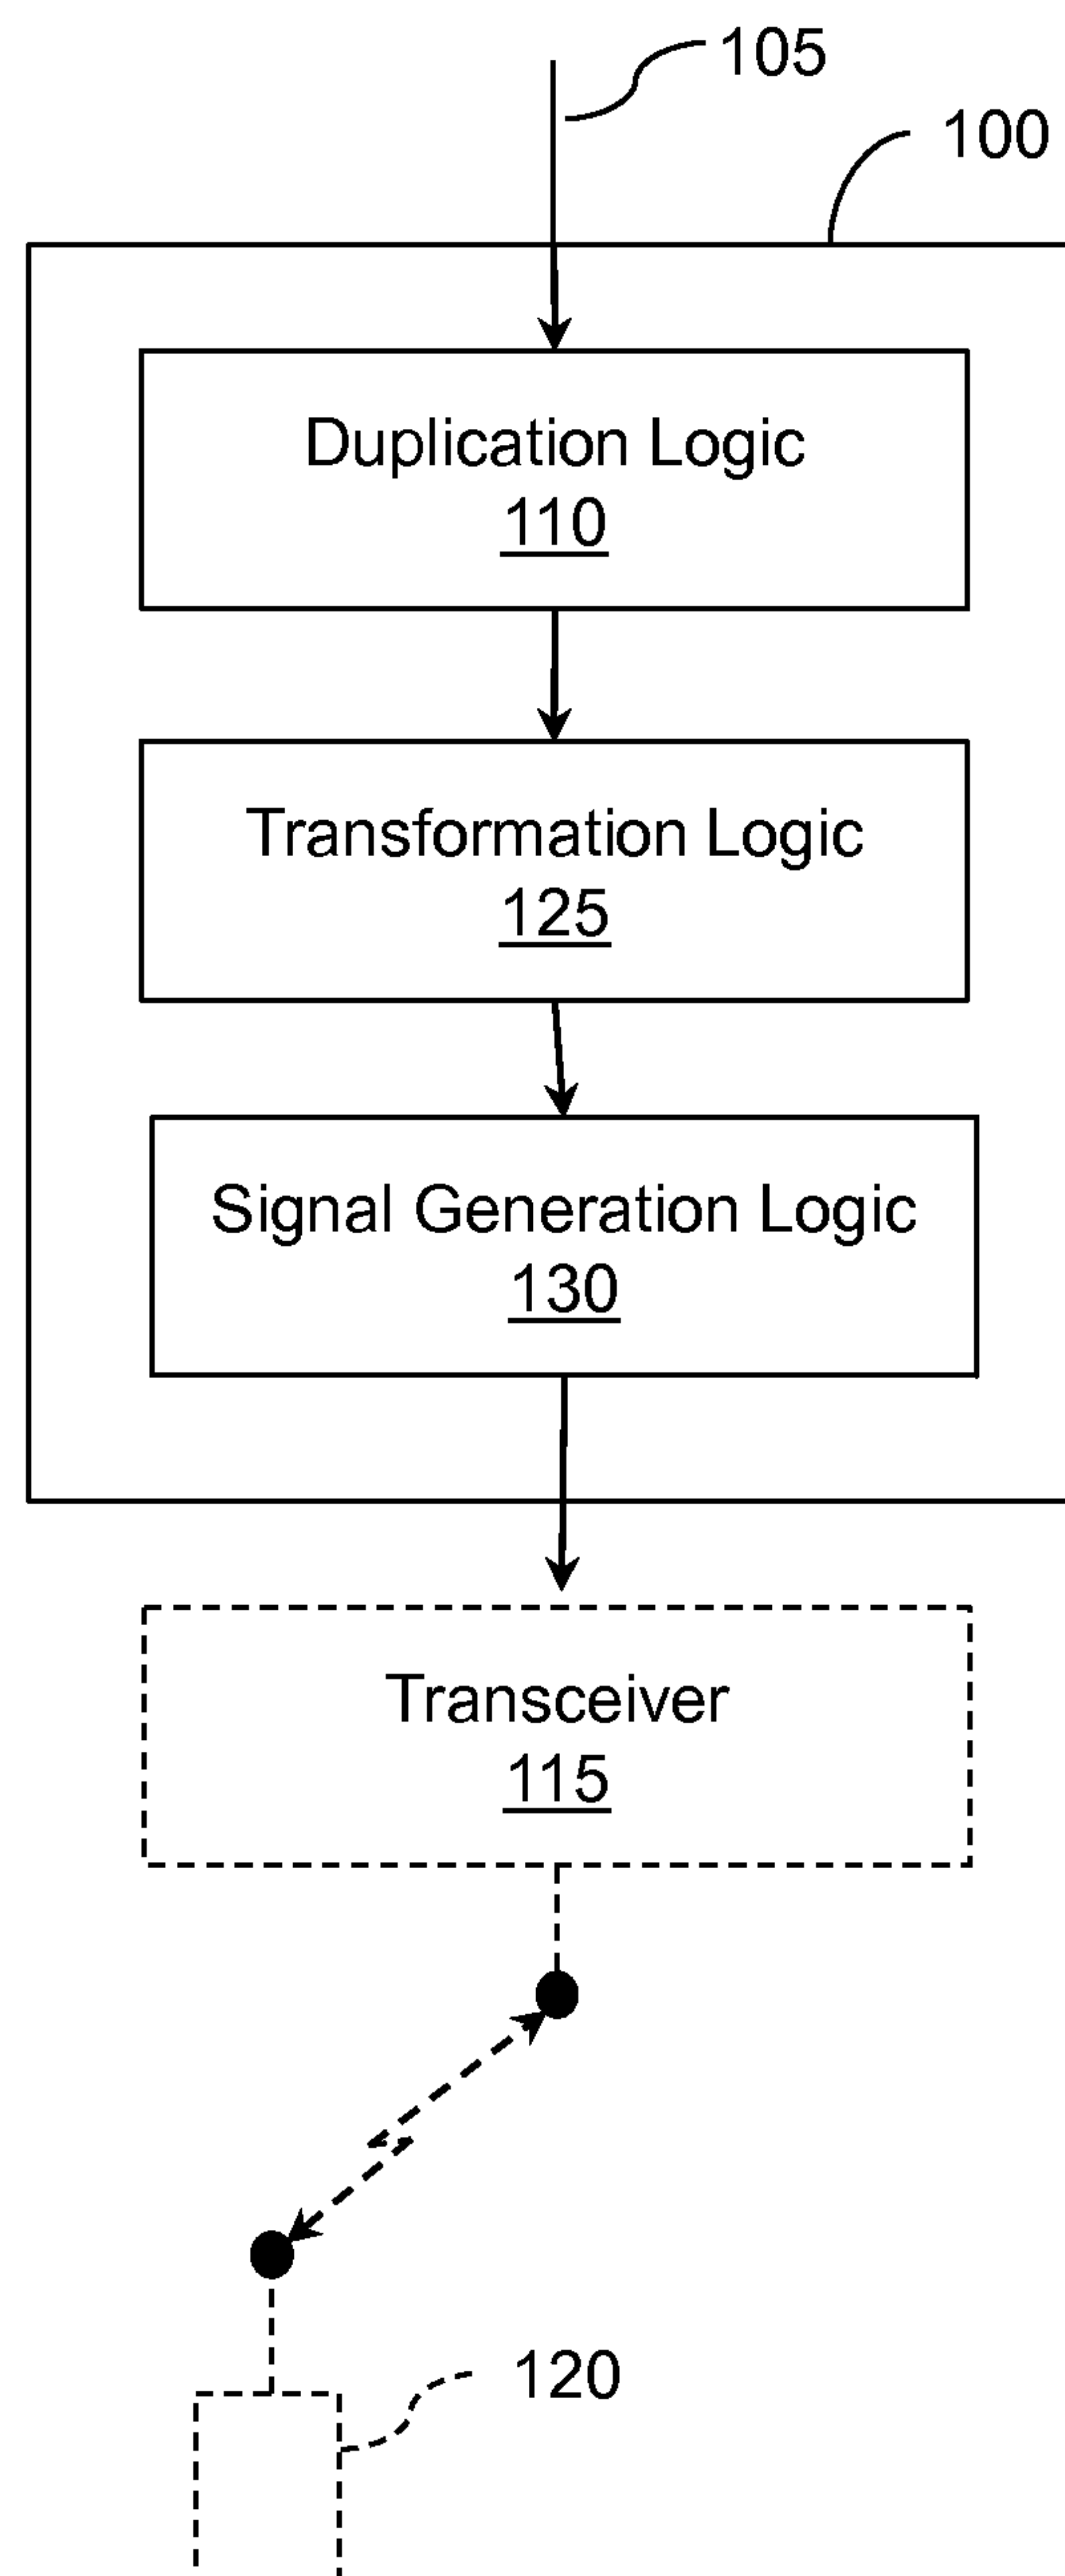 105
100
Duplication Logic
110
Transformation Logic
125
Signal Generation Logic
130
Transceiver
115
120